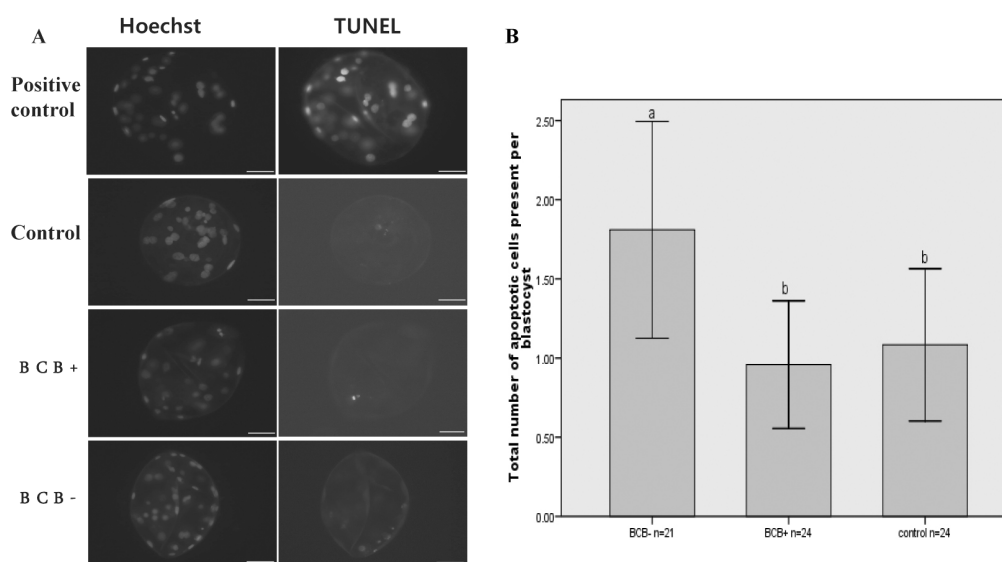 A
Hoechst
TUNEL
Positive
control
Control
B C B +
B C B -
B
Total number of apoptotic cells present per
blastocyst
2.50
2.00
1.50
1.00
0.50
0.00
a
b
b
BCB- n=21
BCB+ n=24
control n=24